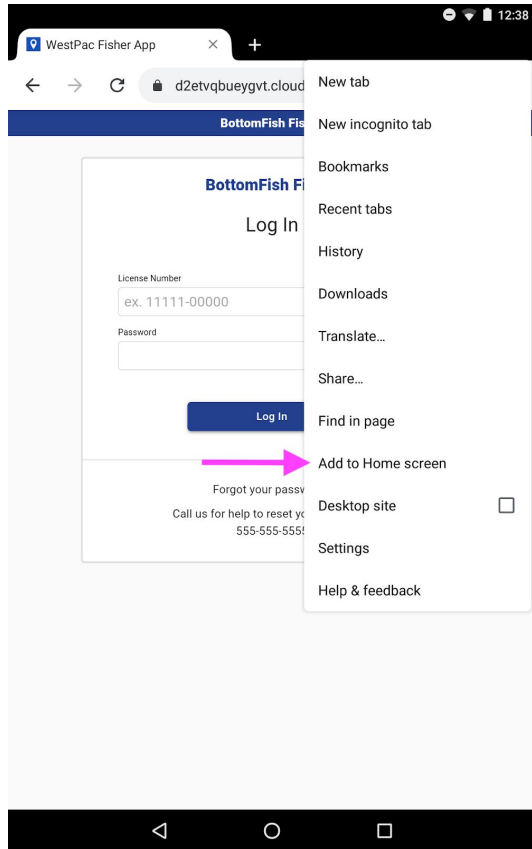 12:38
WestPac Fisher App
d2etvqbueygvt.cloud
BottomFish Fis
BottomFish Fi
Log In
License Number
ex. 11111-00000
Password
Log In
Forgot your passw
Call us for help to reset yo
555-555-5555
New tab
New incognito tab
Bookmarks
Recent tabs
History
Downloads
Translate…
Share…
Find in page
Add to Home screen
Desktop site
Settings
Help & feedback